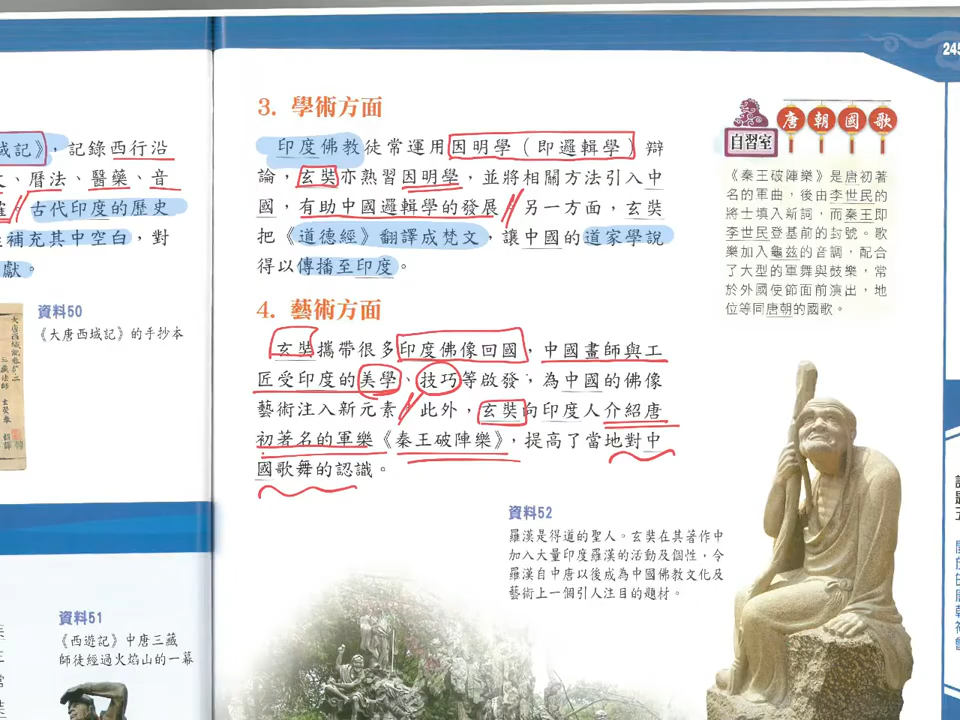 245
域記》，記錄西行沿
、曆法、醫藥、音
古代印度的歷史
補充其中空白，對
獻。
資料50
《大唐西域記》的手抄本
資料51
《西遊記》中唐三藏
師徒經過火焰山的一幕
3. 學術方面
印度佛教徒常運用因明學（即邏輯學）辯
論，玄奘亦熟習因明學，並將相關方法引入中
國，有助中國邏輯學的發展。另一方面，玄奘
把《道德經》翻譯成梵文，讓中國的道家學說
得以傳播至印度。
4. 藝術方面
玄奘攜帶很多印度佛像回國，中國畫師與工
匠受印度的美學、技巧等啟發，為中國的佛像
藝術注入新元素。此外，玄奘向印度人介紹唐
初著名的軍樂《秦王破陣樂》，提高了當地對中
國歌舞的認識。
資料52
羅漢是得道的聖人。玄奘在其著作中
加入大量印度羅漢的活動及個性，令
羅漢自中唐以後成為中國佛教文化及
藝術上一個引人注目的題材。
自習室
唐朝國歌
《秦王破陣樂》是唐初著
名的軍曲，後由李世民的
將士填入新詞，而秦王即
李世民登基前的封號。歌
樂加入龜茲的音調，配合
了大型的軍舞與鼓樂，常
於外國使節面前演出，地
位等同唐朝的國歌。